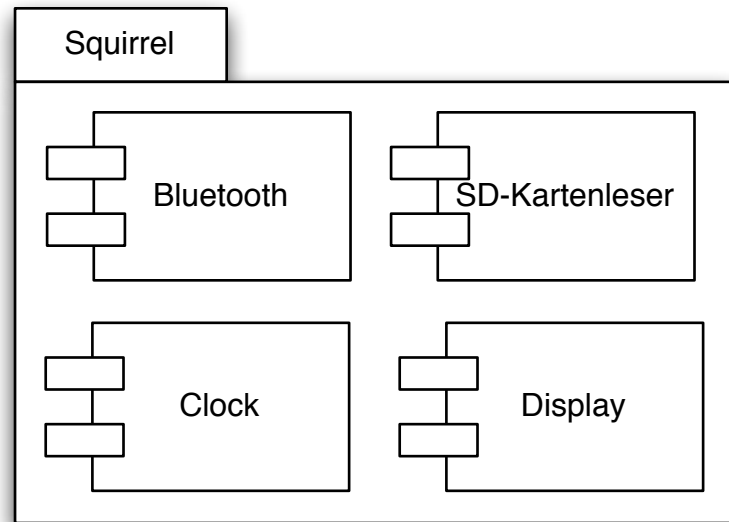 Squirrel
Bluetooth
SD-Kartenleser
Clock
Display